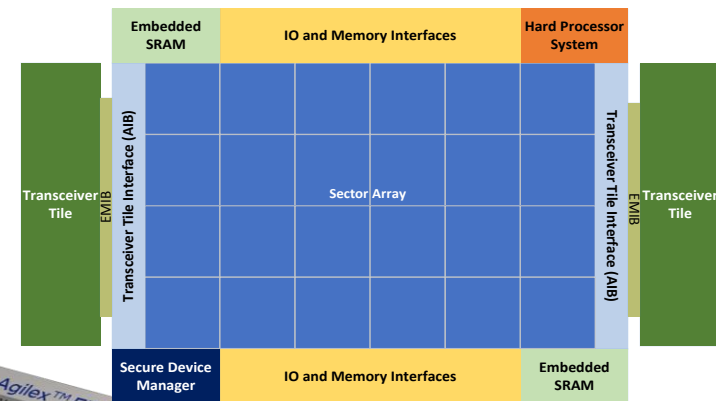 Embedded
SRAM
IO and Memory Interfaces
Hard Processor
System
Transceiver
Tile
EMIB
Transceiver Tile Interface (AIB)
Sector Array
Transceiver Tile Interface (AIB)
EMIB
Transceiver
Tile
Secure Device
Manager
IO and Memory Interfaces
Embedded
SRAM
Agilex™